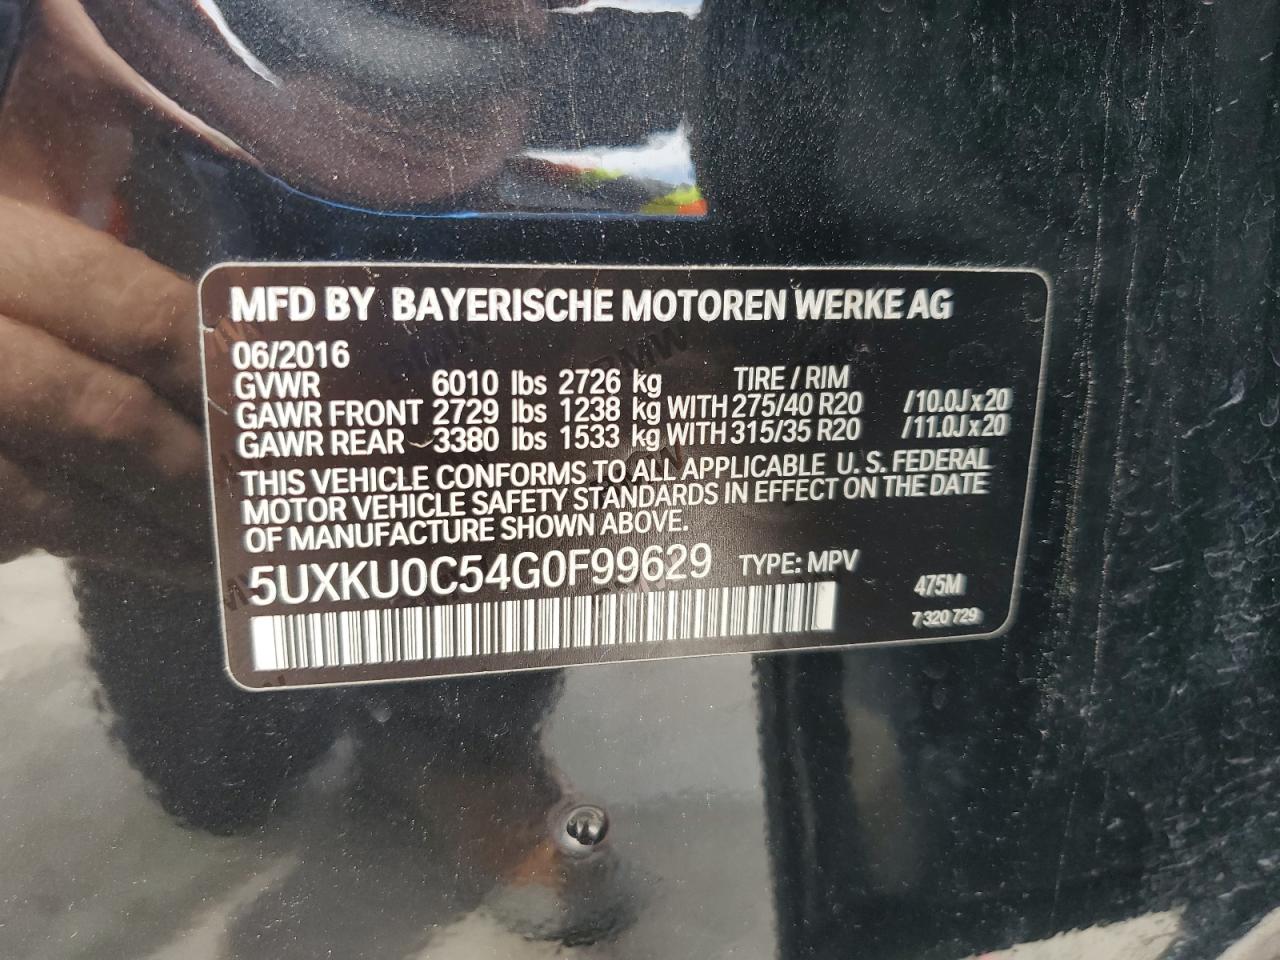 MFD BY BAYERISCHE MOTOREN WERKE AG
06/2016
GVWR 6010 lbs 2726 kg TIRE / RIM
GAWR FRONT 2729 lbs 1238 kg WITH 275/40 R20 /10.0J x 20
GAWR REAR 3380 lbs 1533 kg WITH 315/35 R20 /11.0J x 20
THIS VEHICLE CONFORMS TO ALL APPLICABLE U. S. FEDERAL
MOTOR VEHICLE SAFETY STANDARDS IN EFFECT ON THE DATE
OF MANUFACTURE SHOWN ABOVE.
5UXKU0C54G0F99629 TYPE: MPV 475M
7 320 729